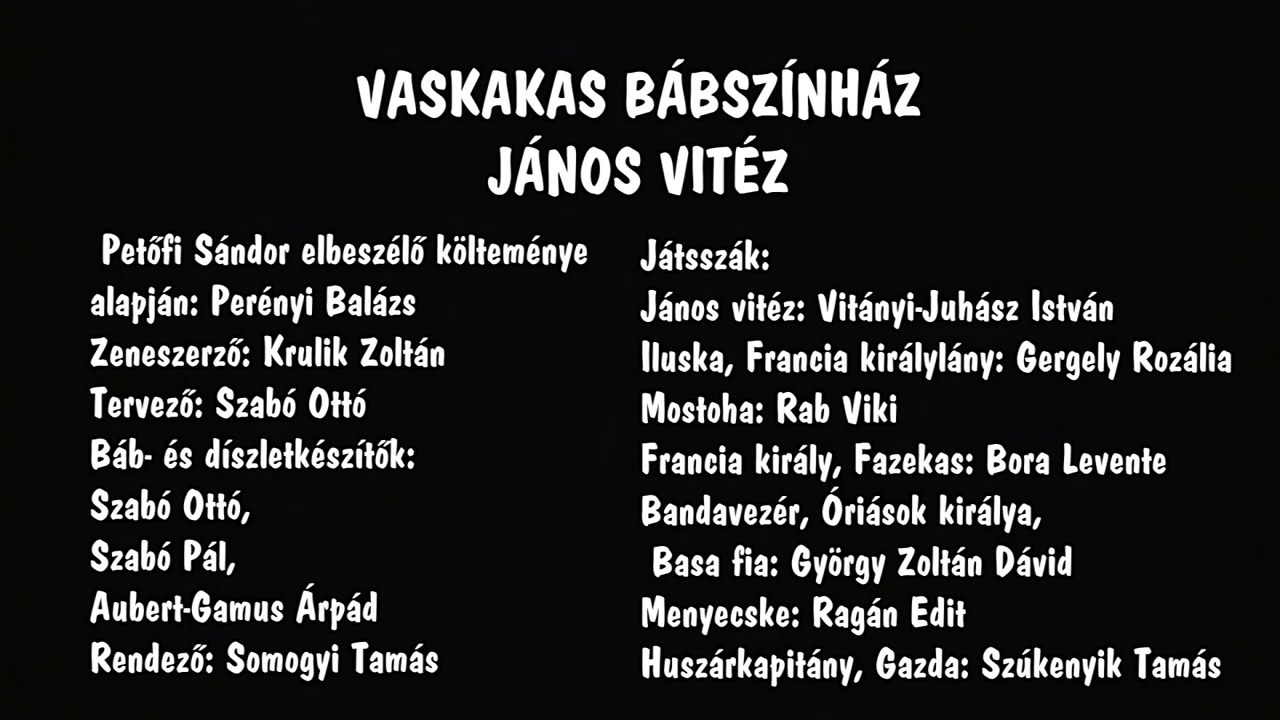 VASKAKAS BÁBSZÍNHÁZ
JÁNOS VITÉZ
Petőfi Sándor elbeszélő költeménye
alapján: Perényi Balázs
Zeneszerző: Krulik Zoltán
Tervező: Szabó Ottó
Báb- és díszletkészítők:
Szabó Ottó,
Szabó Pál,
Aubert-Gamus Árpád
Rendező: Somogyi Tamás
Játsszák:
János vitéz: Vitányi-Juhász István
Iluska, Francia királylány: Gergely Rozália
Mostoha: Rab Viki
Francia király, Fazekas: Bora Levente
Bandavezér, Óriások királya,
Basa fia: György Zoltán Dávid
Menyecske: Ragán Edit
Huszárkapitány, Gazda: Szúkenyik Tamás